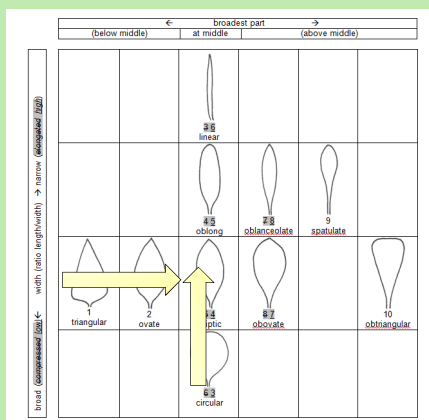 ← broadest part →
(below middle) at middle (above middle)
broad (compressed low) ← width (ratio length/width) → narrow (elongated high)
3 6
linear
4 5
oblong
7 8
oblanceolate
9
spatulate
1
triangular
2
ovate
4
8 7
obovate
10
obtriangular
6 3
circular